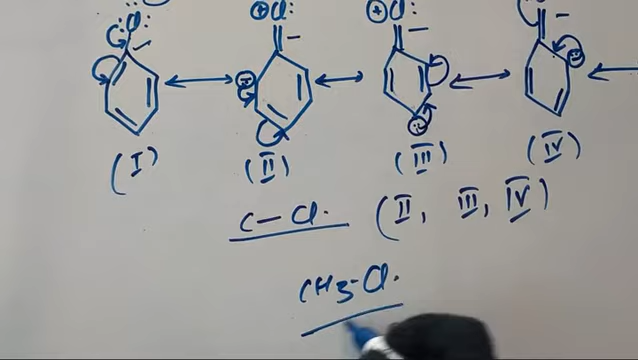 :Cl: ⊕Cl: ⊕Cl: Cl
(I) (II) (III) (IV)
C–Cl. (II, III, IV)
CH3-Cl.